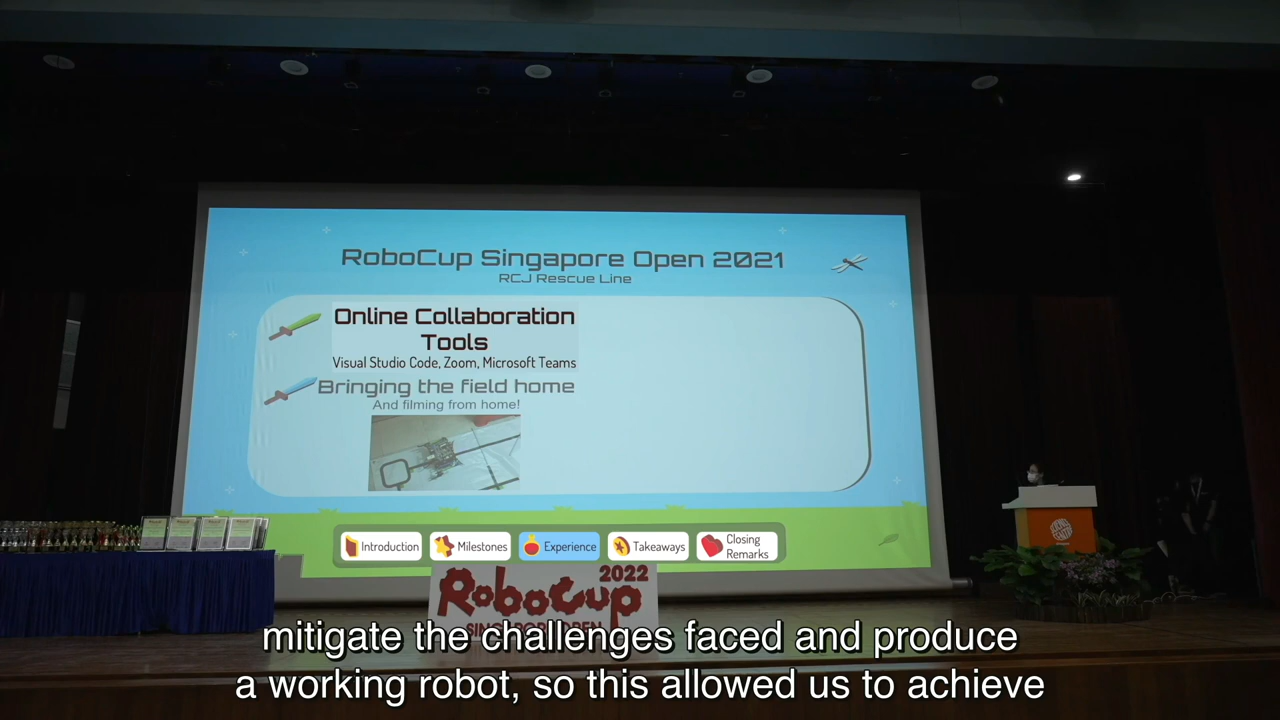 RoboCup Singapore Open 2021
RCJ Rescue Line
Online Collaboration
Tools
Visual Studio Code, Zoom, Microsoft Teams
Bringing the field home
And filming from home!
Introduction
Milestones
Experience
Takeaways
Closing
Remarks
2022
RoboCup
SINGAPORE OPEN
mitigate the challenges faced and produce
a working robot, so this allowed us to achieve